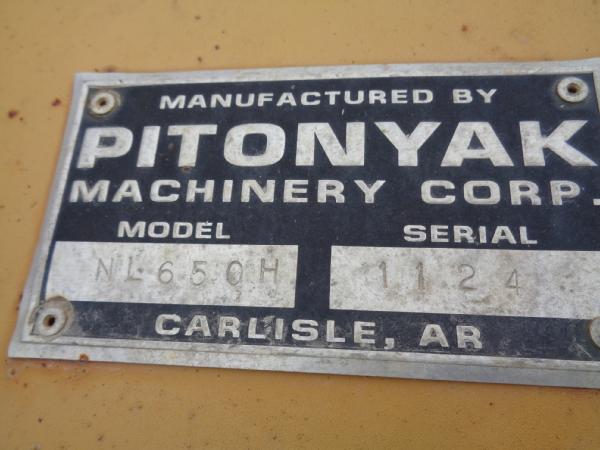 MANUFACTURED BY
PITONYAK
MACHINERY CORP.
MODEL SERIAL
NL650H 1124
CARLISLE, AR